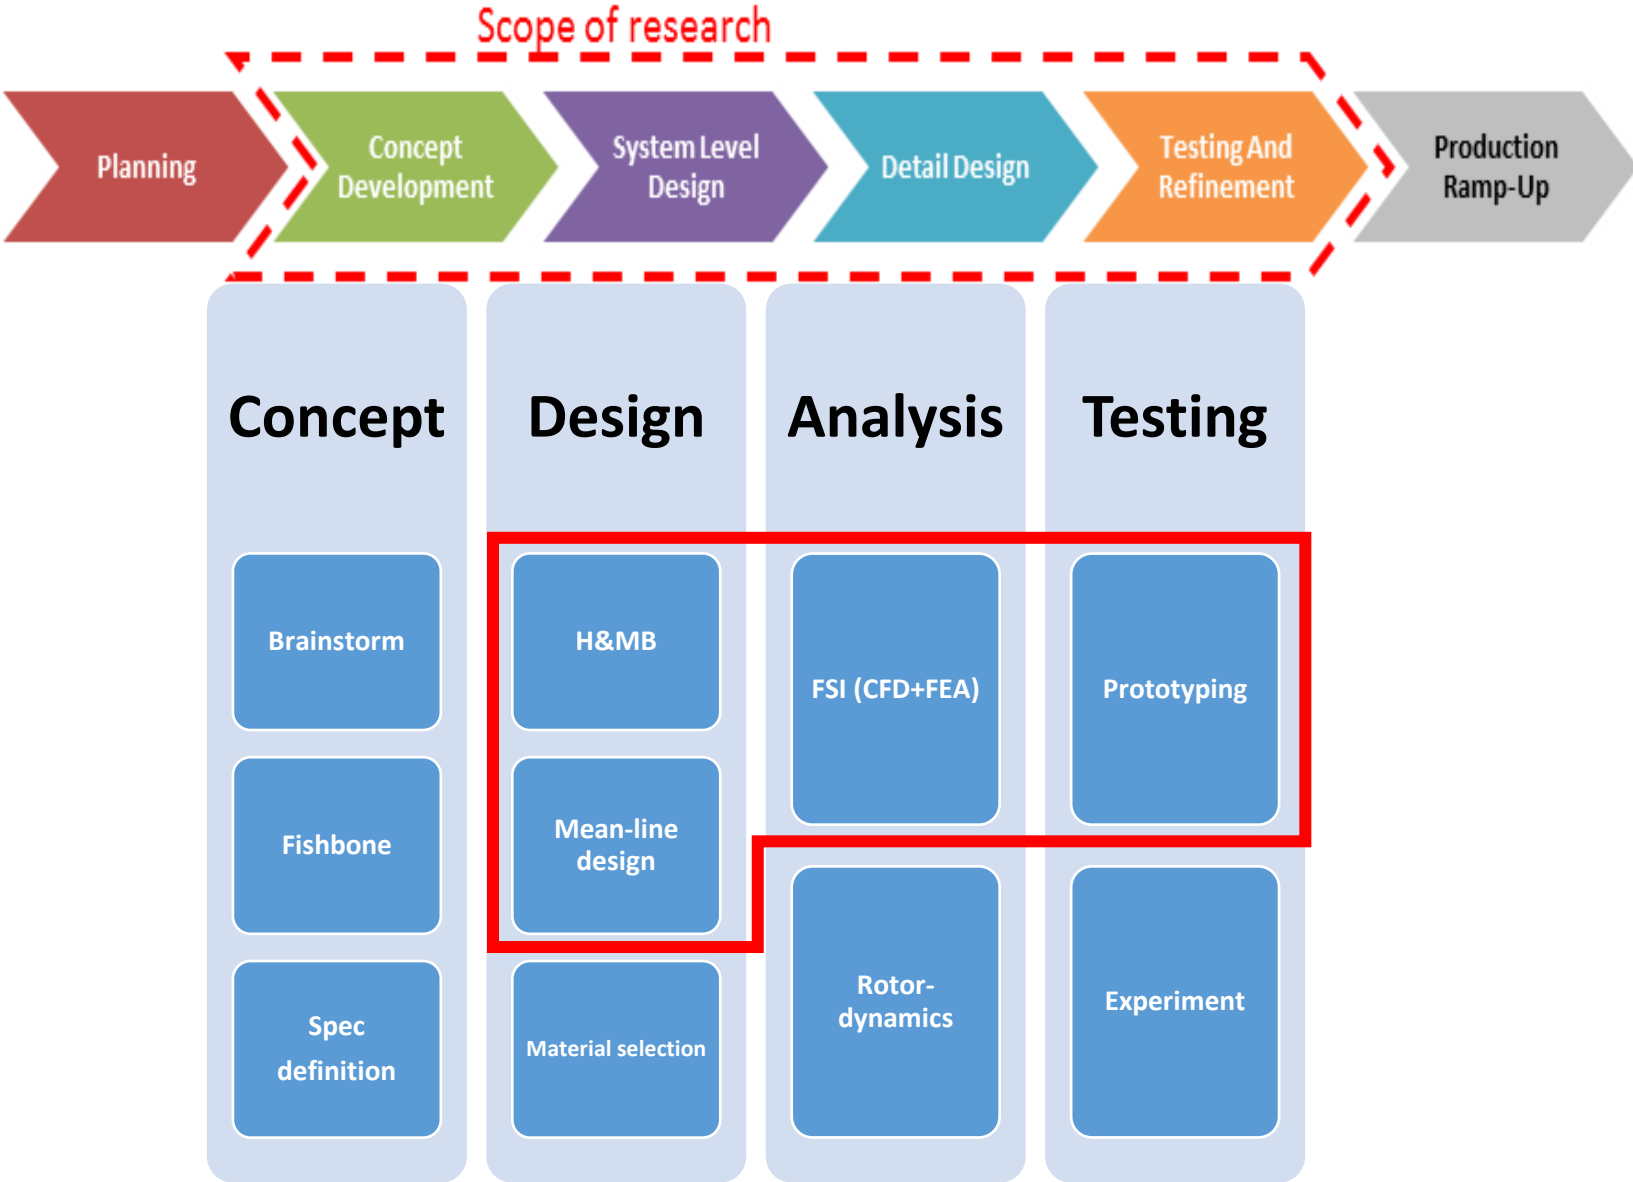 Scope of research
Planning
Concept
Development
System Level
Design
Detail Design
Testing And
Refinement
Production
Ramp-Up
Concept
Design
Analysis
Testing
Brainstorm
Fishbone
Spec
definition
H&MB
Mean-line
design
Material selection
FSI (CFD+FEA)
Rotor-
dynamics
Prototyping
Experiment